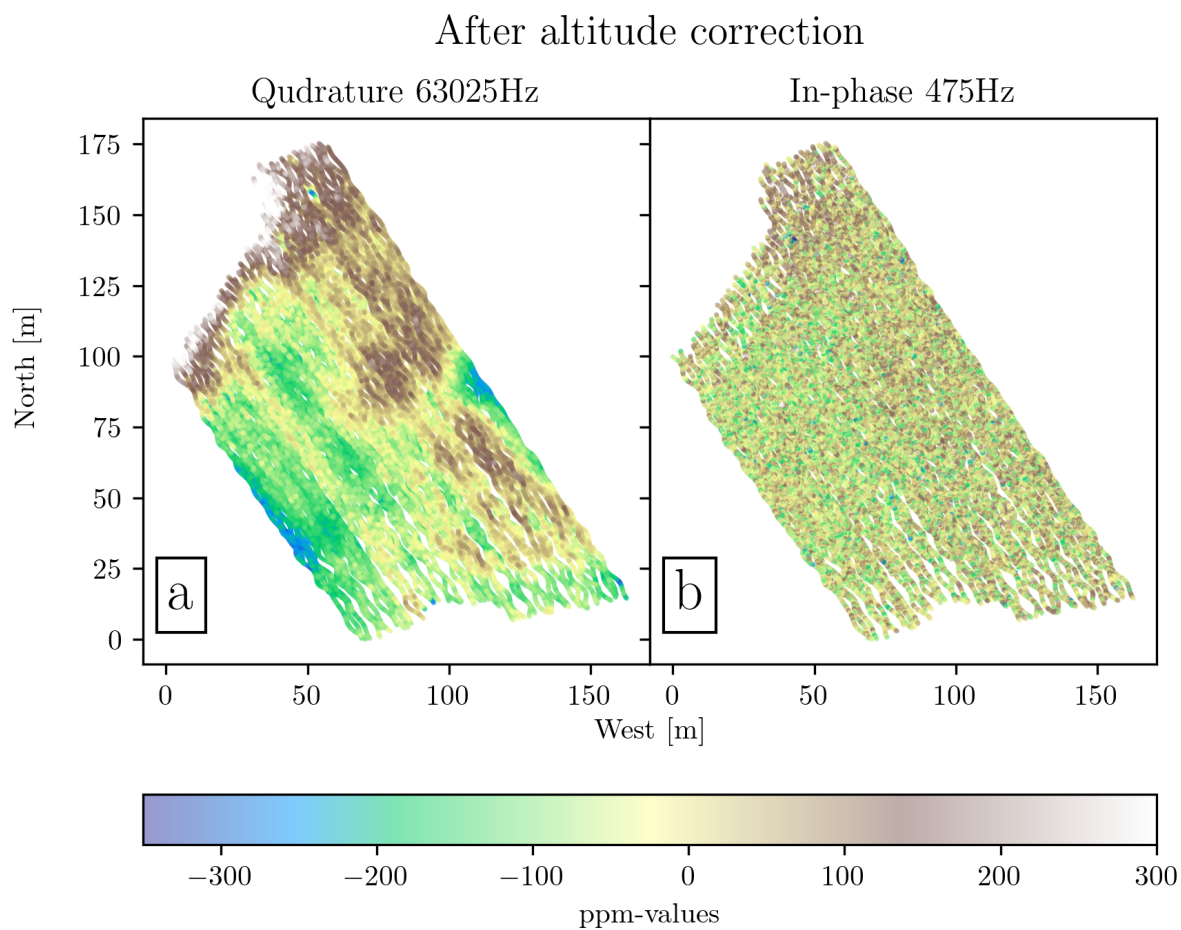 After altitude correction
Qudrature 63025Hz
In-phase 475Hz
175
150
125
100
75
50
25
0
North [m]
a
b
0 50 100 150
0 50 100 150
West [m]
−300 −200 −100 0 100 200 300
ppm-values